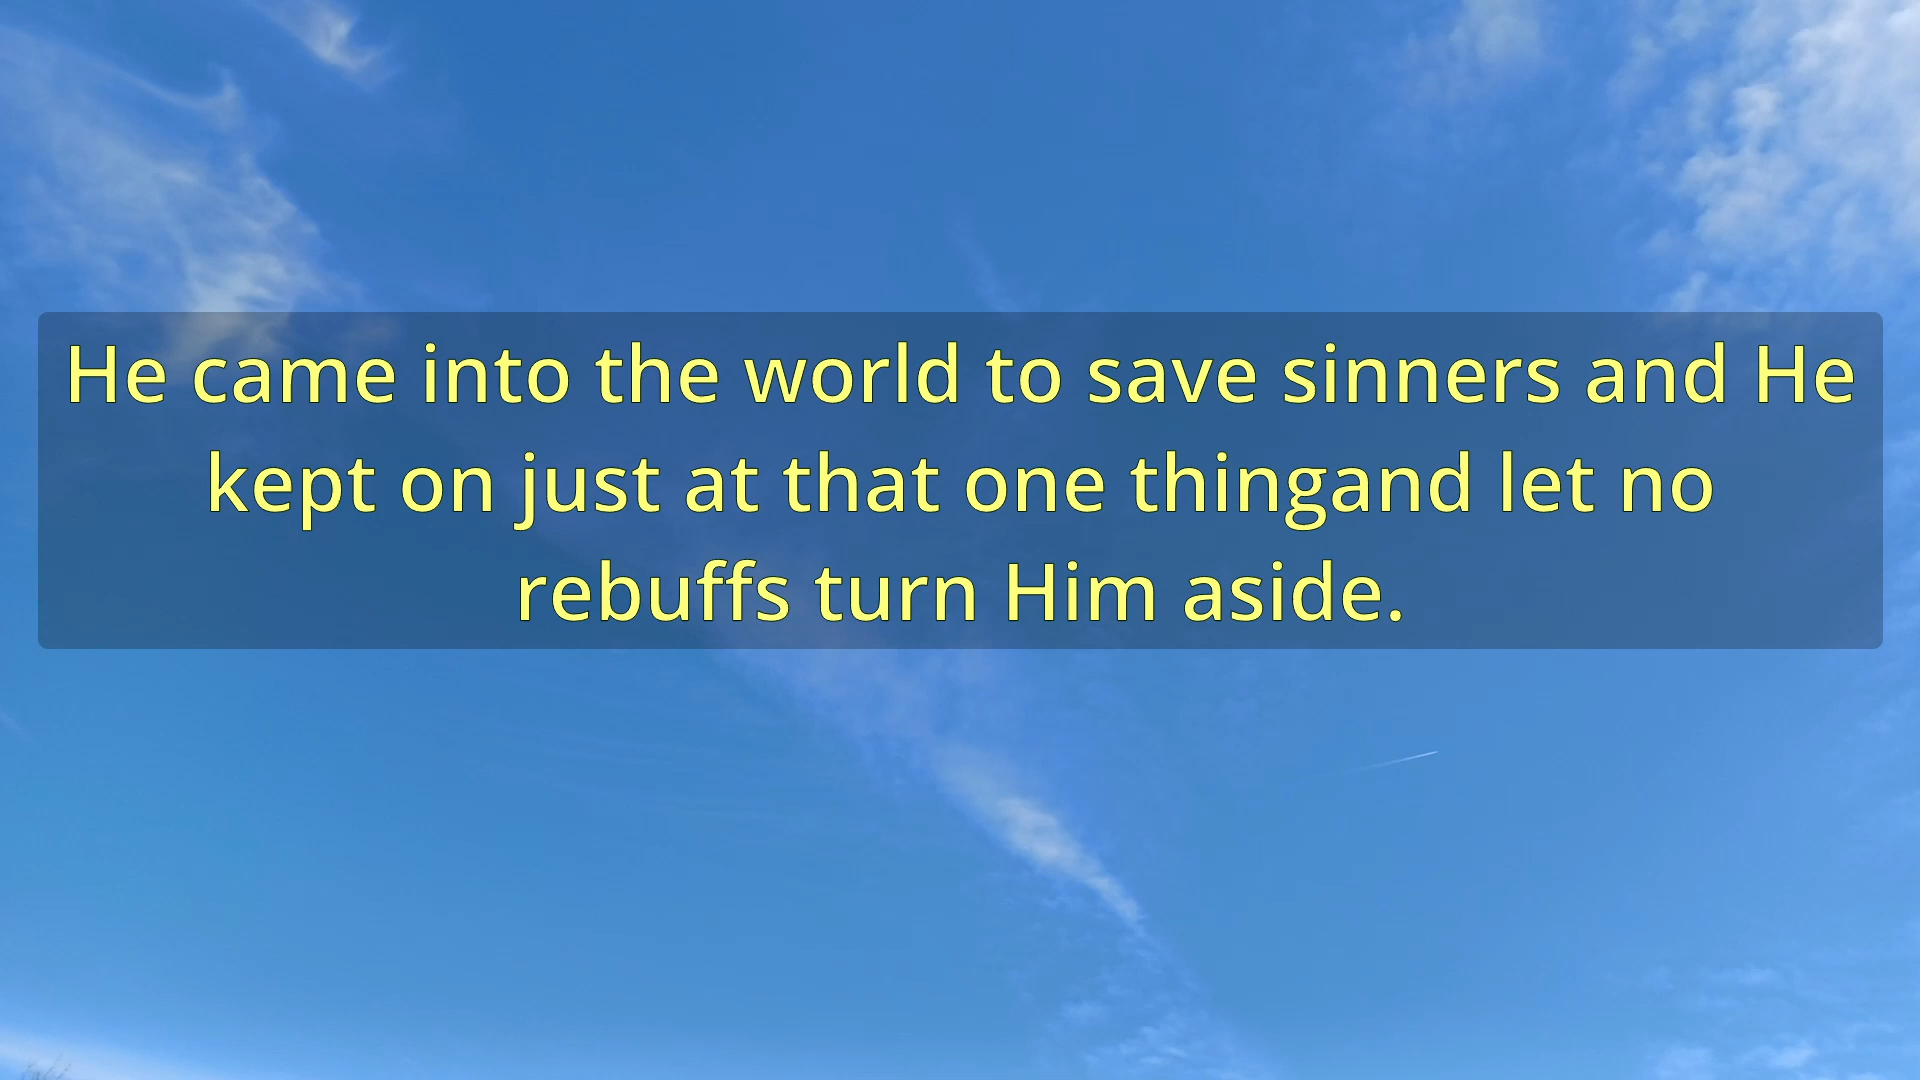 He came into the world to save sinners and He
kept on just at that one thingand let no
rebuffs turn Him aside.